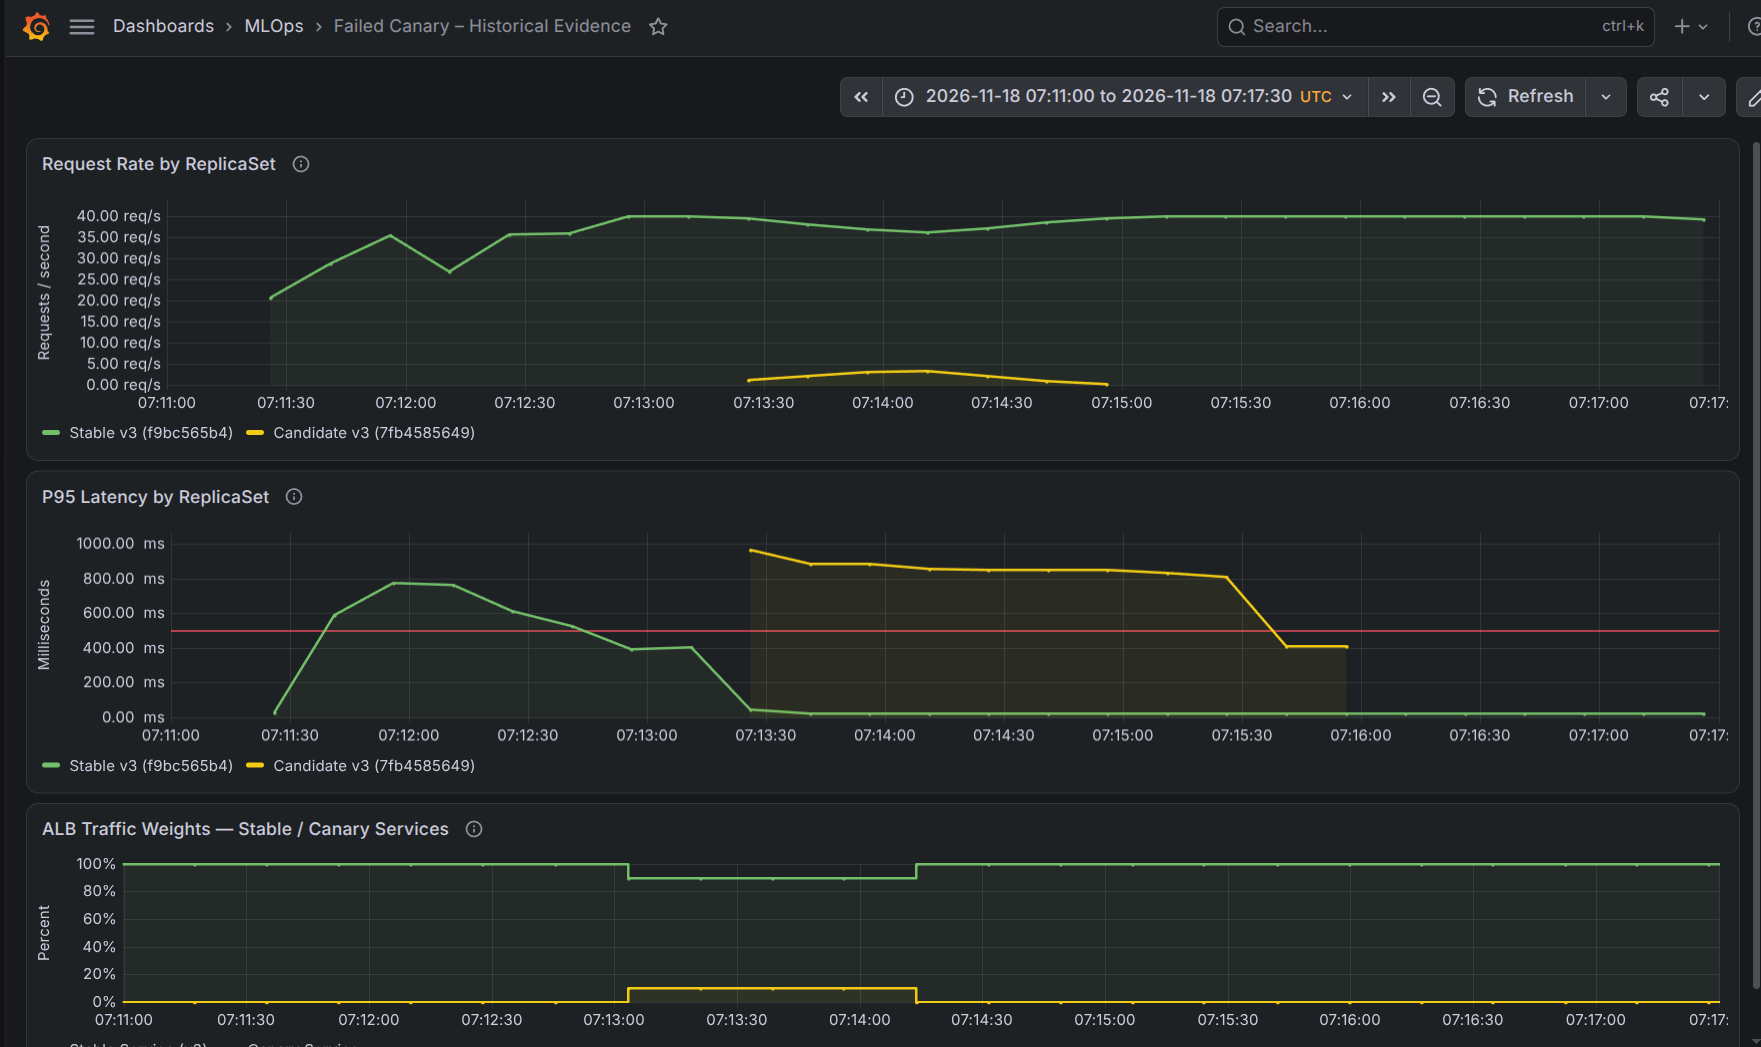 Dashboards › MLOps › Failed Canary – Historical Evidence
Search... ctrl+k
2026-11-18 07:11:00 to 2026-11-18 07:17:30 UTC
Refresh
Request Rate by ReplicaSet
Requests / second
40.00 req/s
35.00 req/s
30.00 req/s
25.00 req/s
20.00 req/s
15.00 req/s
10.00 req/s
5.00 req/s
0.00 req/s
07:11:00 07:11:30 07:12:00 07:12:30 07:13:00 07:13:30 07:14:00 07:14:30 07:15:00 07:15:30 07:16:00 07:16:30 07:17:00 07:17:
Stable v3 (f9bc565b4) Candidate v3 (7fb4585649)
P95 Latency by ReplicaSet
Milliseconds
1000.00 ms
800.00 ms
600.00 ms
400.00 ms
200.00 ms
0.00 ms
07:11:00 07:11:30 07:12:00 07:12:30 07:13:00 07:13:30 07:14:00 07:14:30 07:15:00 07:15:30 07:16:00 07:16:30 07:17:00 07:17:
Stable v3 (f9bc565b4) Candidate v3 (7fb4585649)
ALB Traffic Weights — Stable / Canary Services
Percent
100%
80%
60%
40%
20%
0%
07:11:00 07:11:30 07:12:00 07:12:30 07:13:00 07:13:30 07:14:00 07:14:30 07:15:00 07:15:30 07:16:00 07:16:30 07:17:00 07:17: